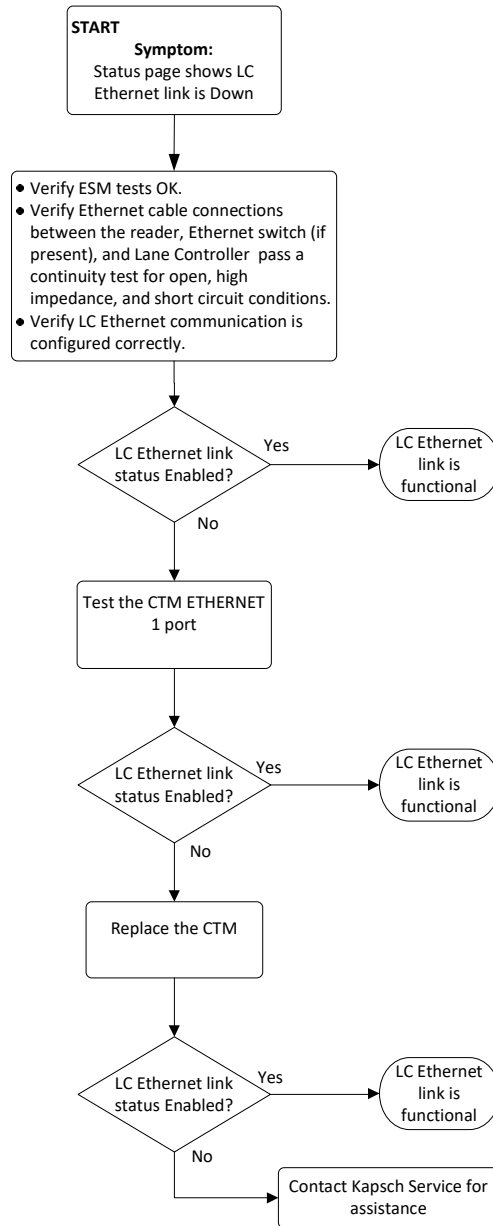 START
Symptom:
Status page shows LC
Ethernet link is Down
• Verify ESM tests OK.
• Verify Ethernet cable connections
between the reader, Ethernet switch (if
present), and Lane Controller pass a
continuity test for open, high
impedance, and short circuit conditions.
• Verify LC Ethernet communication is
configured correctly.
LC Ethernet link
status Enabled?
Yes
LC Ethernet
link is
functional
No
Test the CTM ETHERNET
1 port
LC Ethernet link
status Enabled?
Yes
LC Ethernet
link is
functional
No
Replace the CTM
LC Ethernet link
status Enabled?
Yes
LC Ethernet
link is
functional
No
Contact Kapsch Service for
assistance